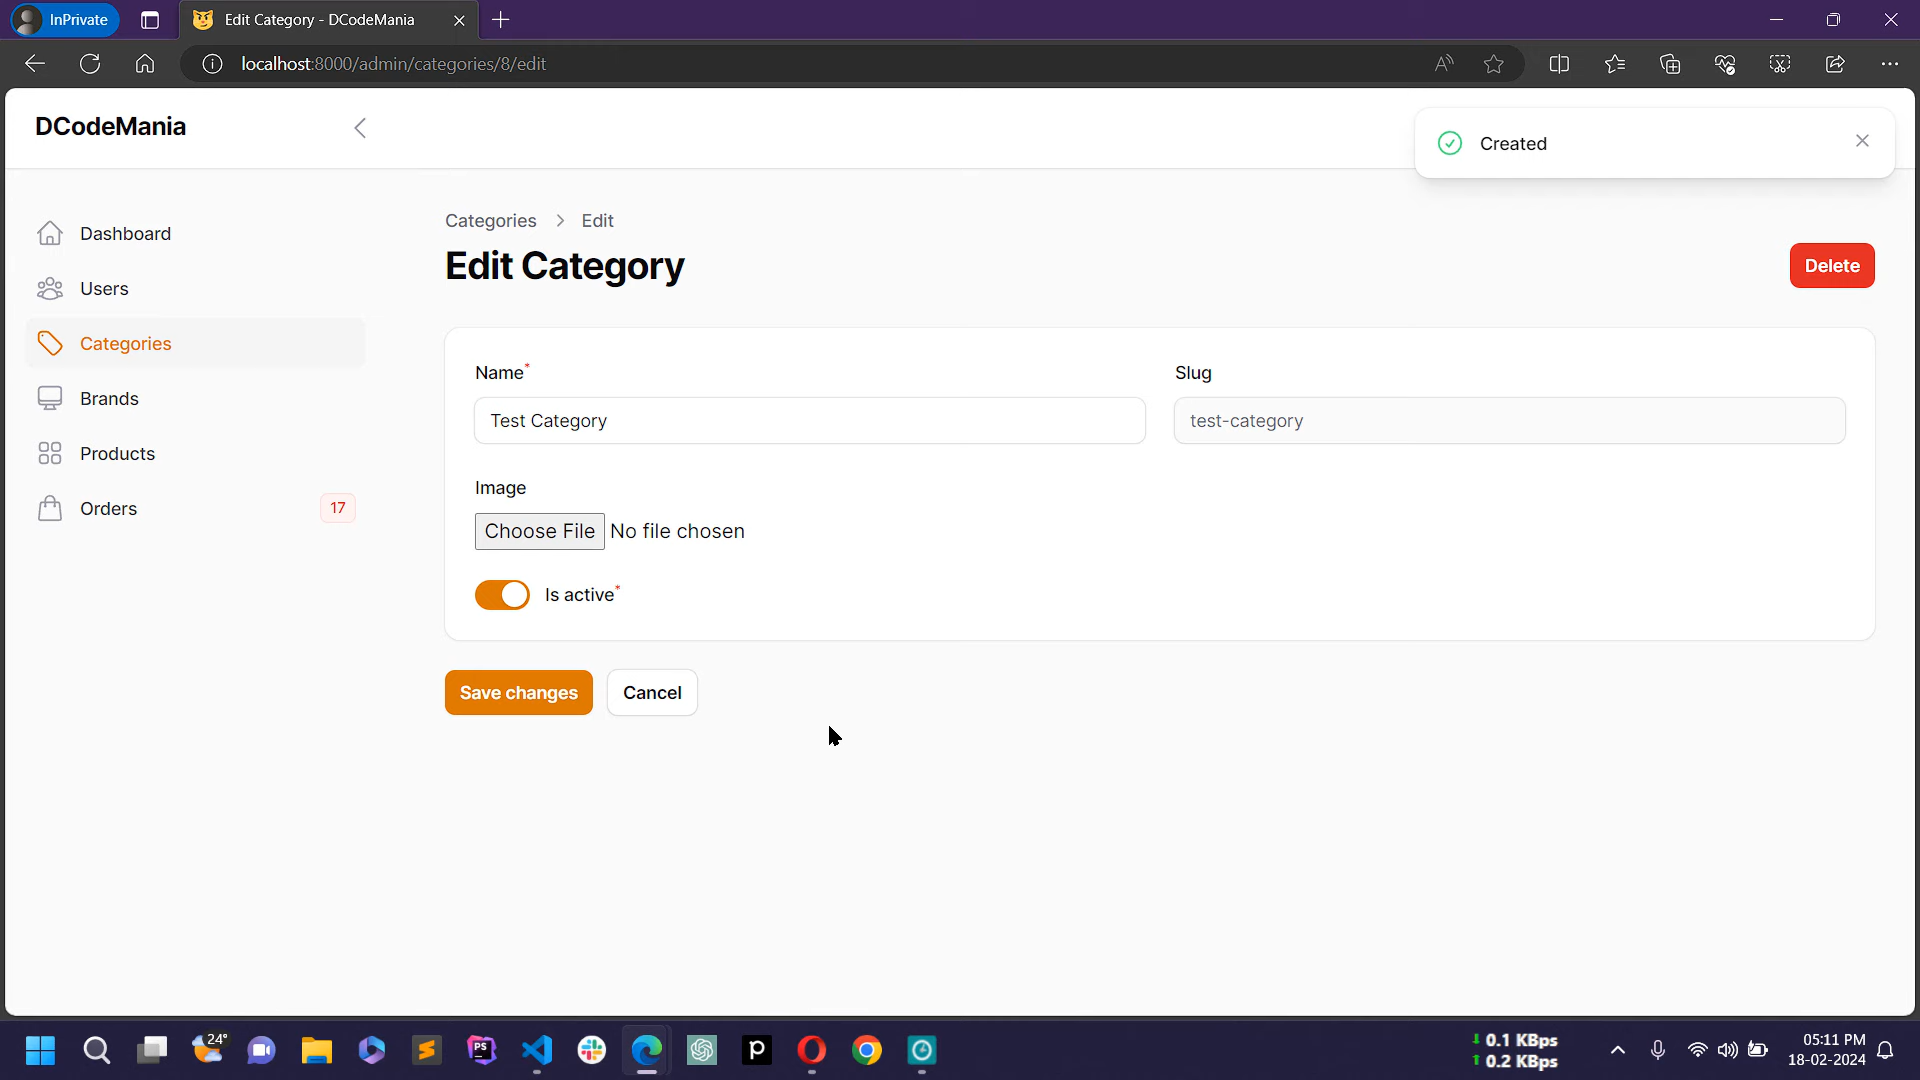 InPrivate
Edit Category - DCodeMania
localhost:8000/admin/categories/8/edit
DCodeMania
Created
Dashboard
Users
Categories
Brands
Products
Orders 17
Categories > Edit
Edit Category
Delete
Name* Slug
Test Category test-category
Image
Choose File No file chosen
Is active*
Save changes Cancel
24°
PS
P
0.1 KBps
0.2 KBps
05:11 PM
18-02-2024